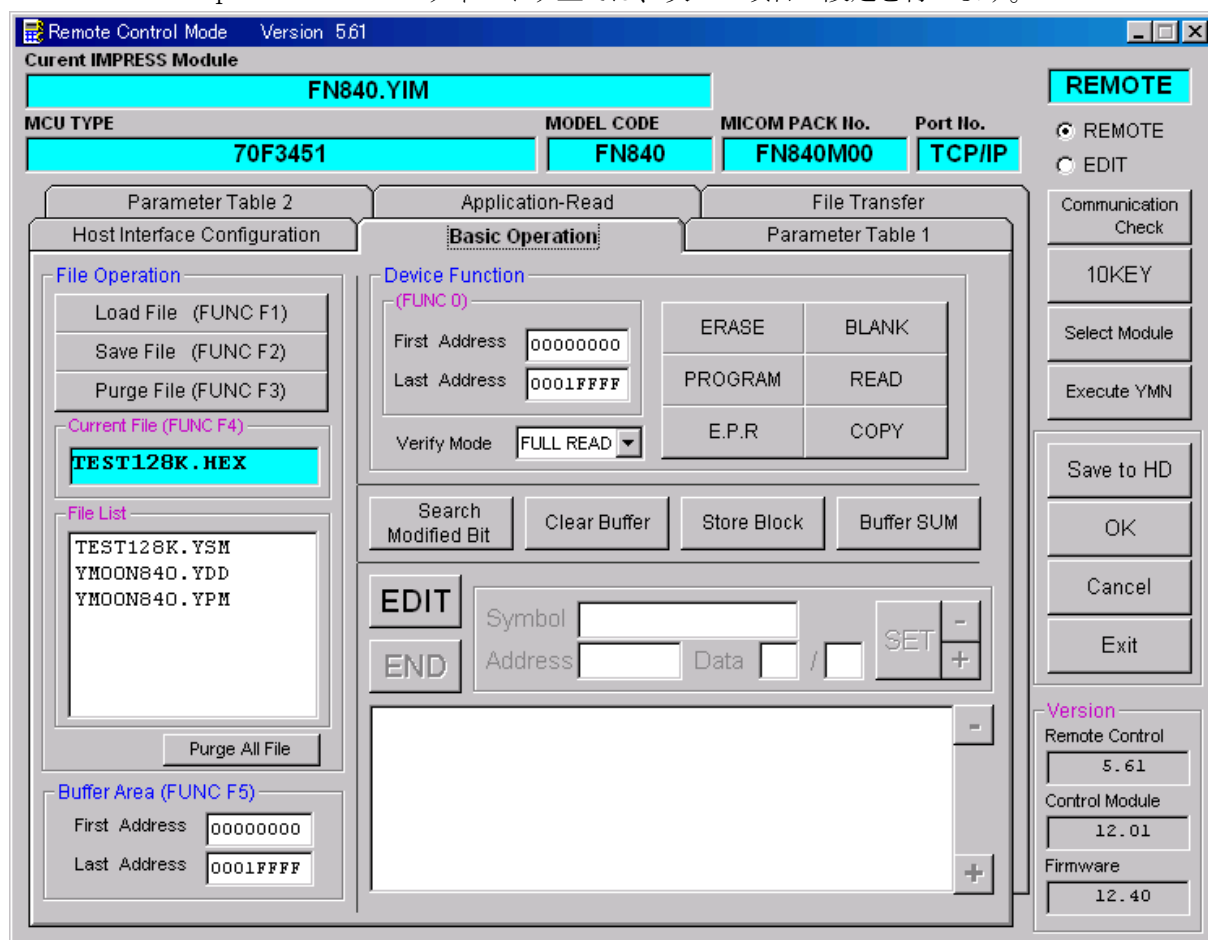 Remote Control Mode Version 5.61
Curent IMPRESS Module
FN840.YIM
REMOTE
MCU TYPE MODEL CODE MICOM PACK No. Port No.
70F3451 FN840 FN840M00 TCP/IP
REMOTE
EDIT
Parameter Table 2 Application-Read File Transfer
Host Interface Configuration Basic Operation Parameter Table 1
File Operation
Load File (FUNC F1)
Save File (FUNC F2)
Purge File (FUNC F3)
Current File (FUNC F4)
TEST128K.HEX
File List
TEST128K.YSM
YM00N840.YDD
YM00N840.YPM
Purge All File
Buffer Area (FUNC F5)
First Address 00000000
Last Address 0001FFFF
Device Function
(FUNC 0)
First Address 00000000
Last Address 0001FFFF
Verify Mode FULL READ
ERASE BLANK
PROGRAM READ
E.P.R COPY
Search
Modified Bit
Clear Buffer
Store Block
Buffer SUM
EDIT
END
Symbol
Address Data /
SET
-
+
-
+
Communication
Check
10KEY
Select Module
Execute YMN
Save to HD
OK
Cancel
Exit
Version
Remote Control
5.61
Control Module
12.01
Firmware
12.40